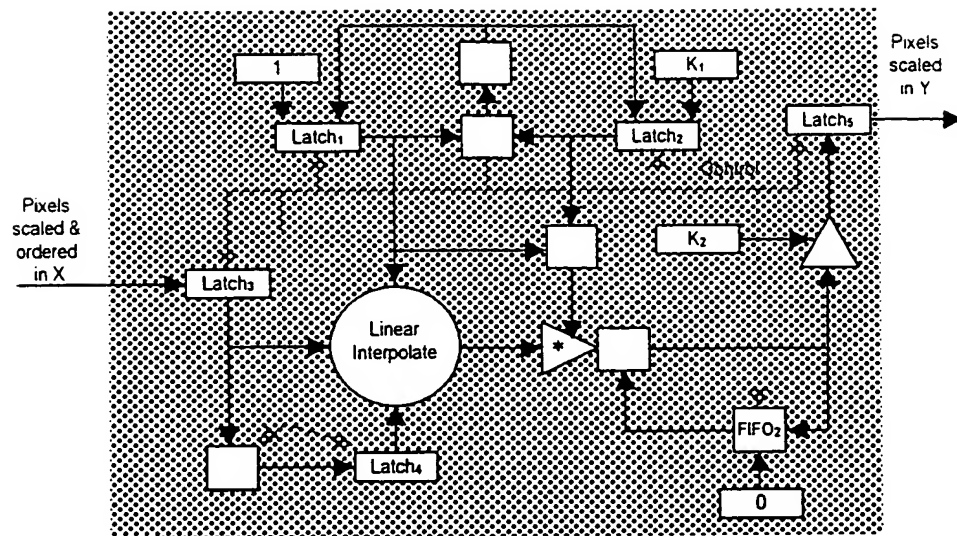 Pixels
scaled
in Y
1
K₁
Latch₁
Latch₂
Latch₅
Control
Pixels
scaled &
ordered
in X
K₂
Latch₃
Linear
Interpolate
*
FIFO₂
Latch₄
0